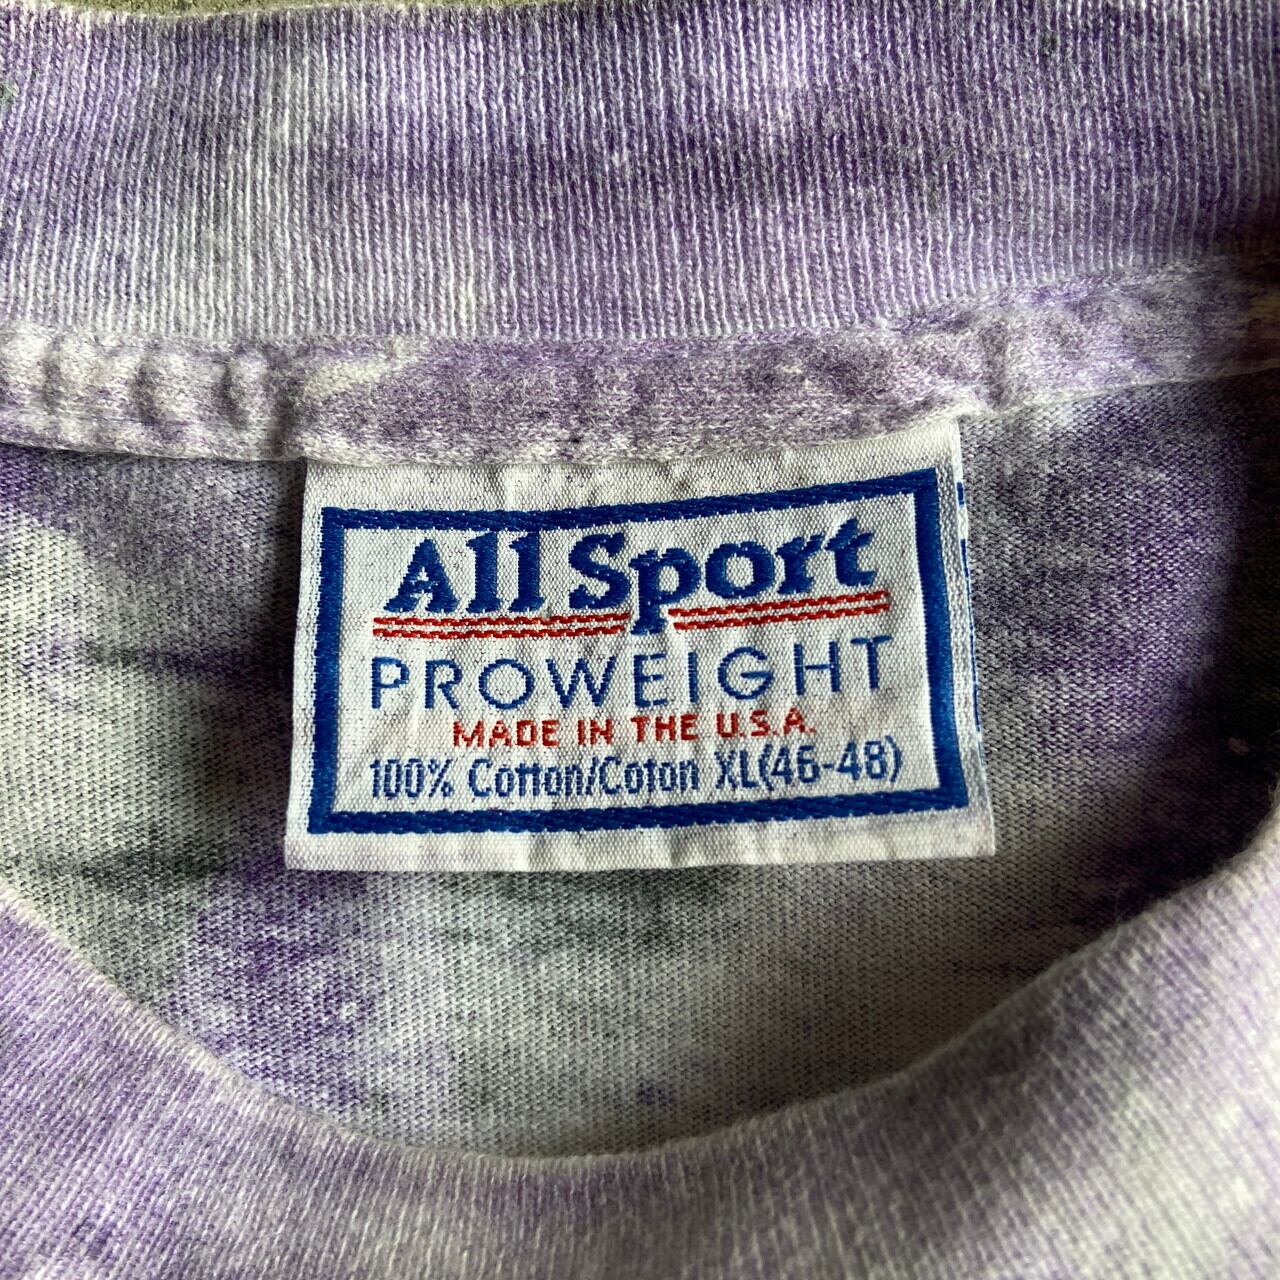 All Sport
PROWEIGHT
MADE IN THE U.S.A.
100% Cotton/Coton XL(46-48)